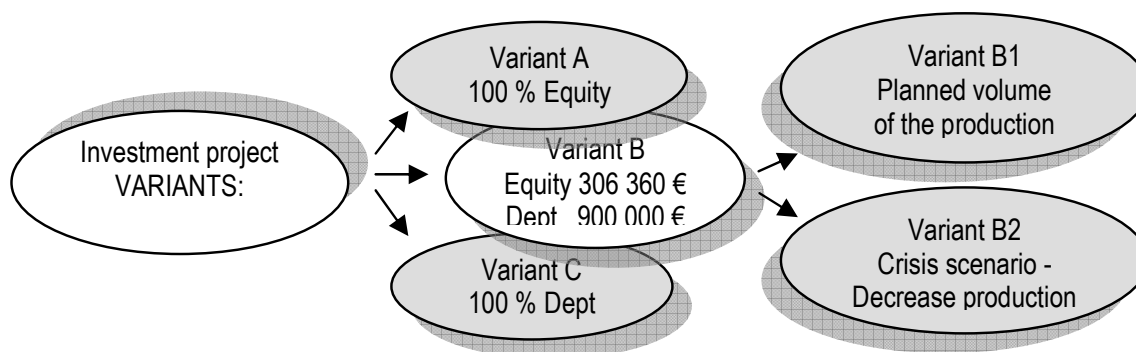 Investment project
VARIANTS:
Variant A
100 % Equity
Variant B
Equity 306 360 €
Dept 900 000 €
Variant C
100 % Dept
Variant B1
Planned volume
of the production
Variant B2
Crisis scenario -
Decrease production